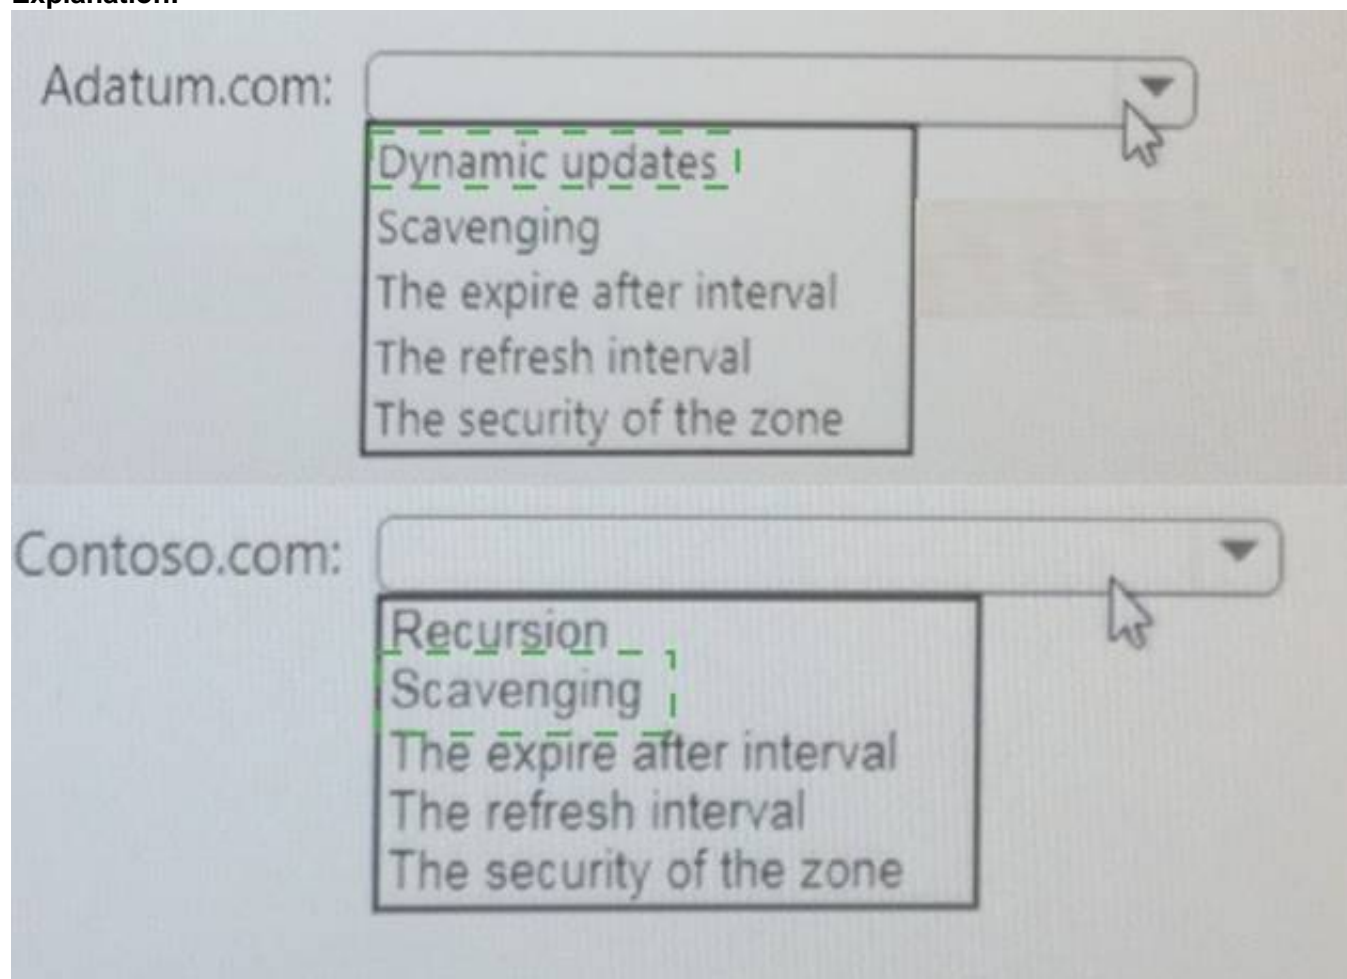 Explanation:
Adatum.com:
Dynamic updates
Scavenging
The expire after interval
The refresh interval
The security of the zone
Contoso.com:
Recursion
Scavenging
The expire after interval
The refresh interval
The security of the zone